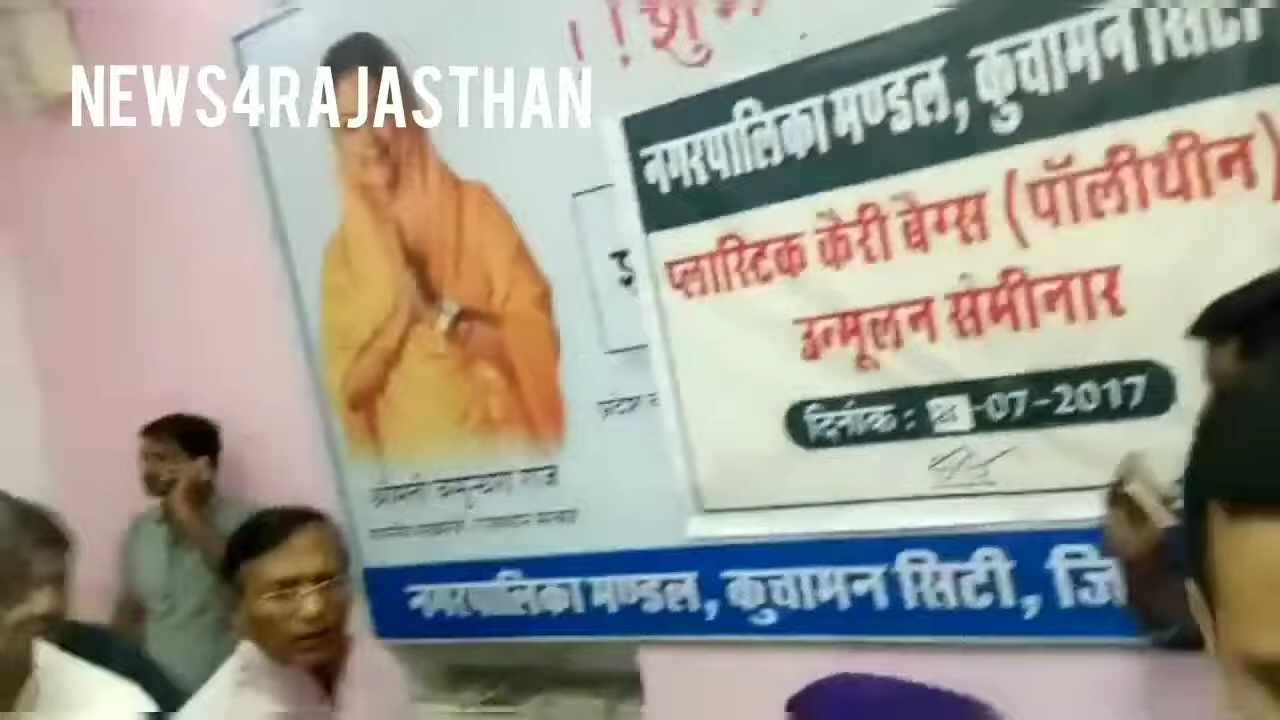 NEWS4RAJASTHAN
!!शु
नगरपालिका मण्डल, कुचामन सिटी
प्लास्टिक कैरी बैग्स (पॉलीथीन)
उन्मूलन सेमीनार
दिनांक : -07-2017
नगरपालिका मण्डल, कुचामन सिटी, जि